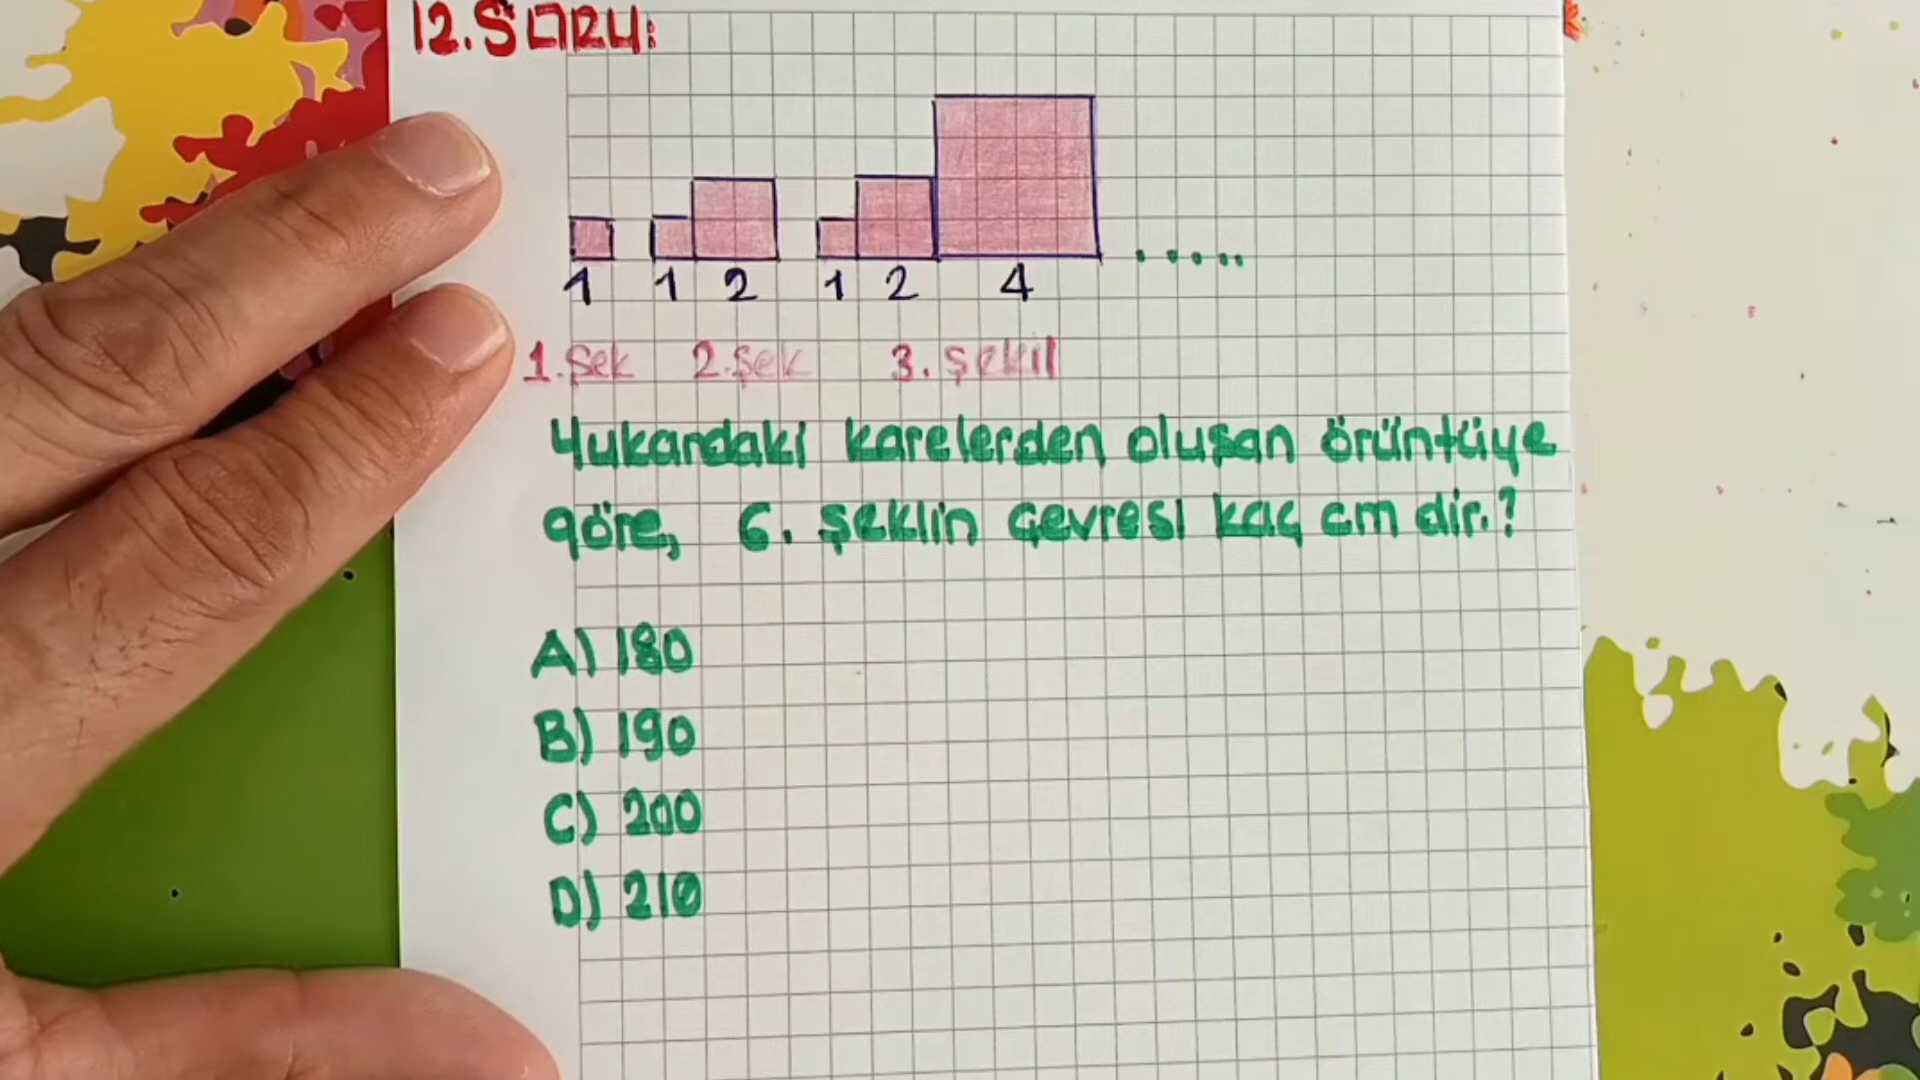 12.SORU:
1 1 2 1 2 4
1.Şek 2.Şek 3. Şekil
Yukarıdaki karelerden oluşan örüntüye
göre, 6. şeklin çevresi kaç cm dir.?
A) 180
B) 190
C) 200
D) 210